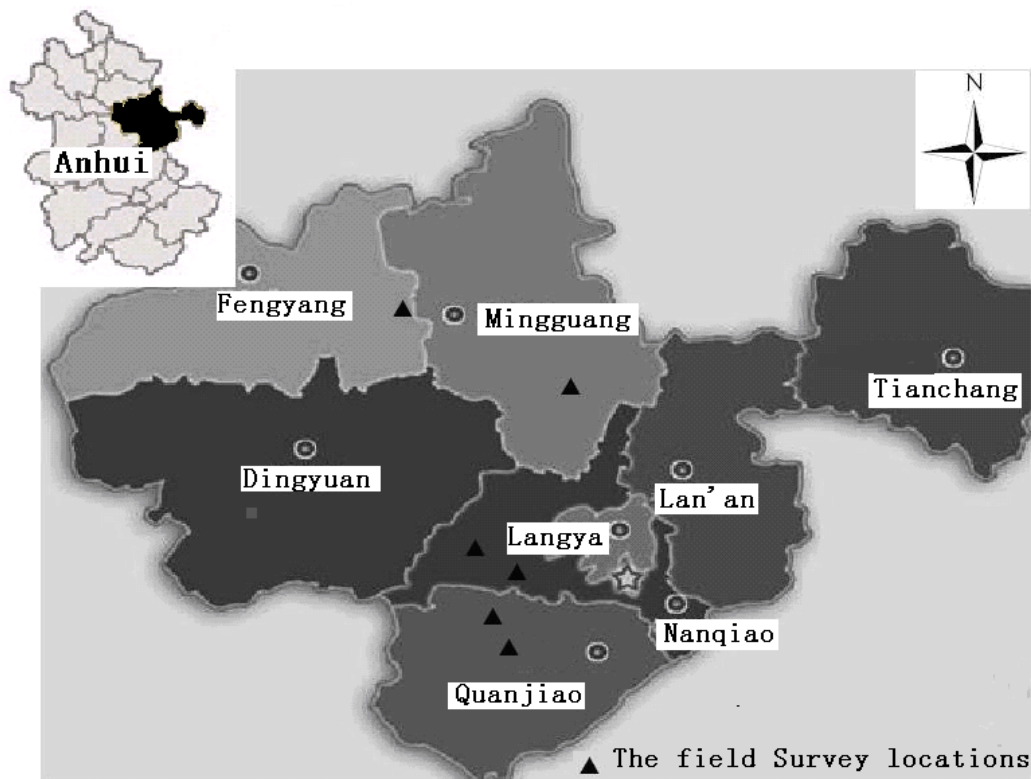 Anhui
N
Fengyang
Mingguang
Tianchang
Dingyuan
Lan'an
Langya
Nanqiao
Quanjiao
The field Survey locations